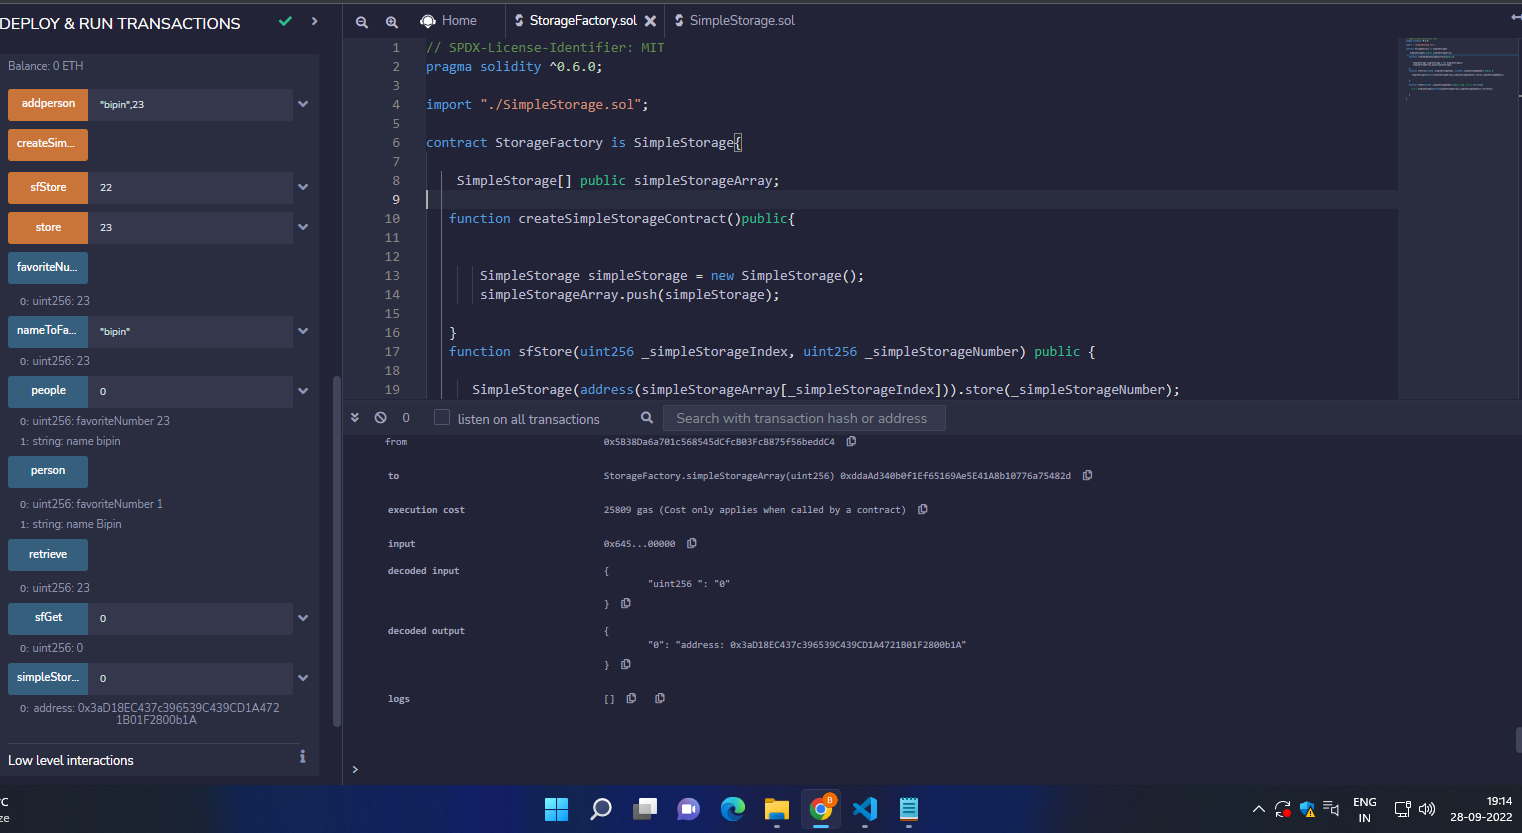 DEPLOY & RUN TRANSACTIONS
Balance: 0 ETH
addperson "bipin",23
createSim...
sfStore 22
store 23
favoriteNu...
0: uint256: 23
nameToFa... "bipin"
0: uint256: 23
people 0
0: uint256: favoriteNumber 23
1: string: name bipin
person
0: uint256: favoriteNumber 1
1: string: name Bipin
retrieve
0: uint256: 23
sfGet 0
0: uint256: 0
simpleStor... 0
0: address: 0x3aD18EC437c396539C439CD1A472
1B01F2800b1A
Low level interactions
Home StorageFactory.sol SimpleStorage.sol
1 // SPDX-License-Identifier: MIT
2 pragma solidity ^0.6.0;
3
4 import "./SimpleStorage.sol";
5
6 contract StorageFactory is SimpleStorage{
7
8 SimpleStorage[] public simpleStorageArray;
9
10 function createSimpleStorageContract()public{
11
12
13 SimpleStorage simpleStorage = new SimpleStorage();
14 simpleStorageArray.push(simpleStorage);
15
16 }
17 function sfStore(uint256 _simpleStorageIndex, uint256 _simpleStorageNumber) public {
18
19 SimpleStorage(address(simpleStorageArray[_simpleStorageIndex])).store(_simpleStorageNumber);
0 listen on all transactions Search with transaction hash or address
from 0x5B38Da6a701c568545dCfcB03FcB875f56beddC4
to StorageFactory.simpleStorageArray(uint256) 0xddaAd340b0f1Ef65169Ae5E41A8b10776a75482d
execution cost 25809 gas (Cost only applies when called by a contract)
input 0x645...00000
decoded input {
"uint256 ": "0"
}
decoded output {
"0": "address: 0x3aD18EC437c396539C439CD1A4721B01F2800b1A"
}
logs []
>
°C
ze
B
ENG
IN
19:14
28-09-2022